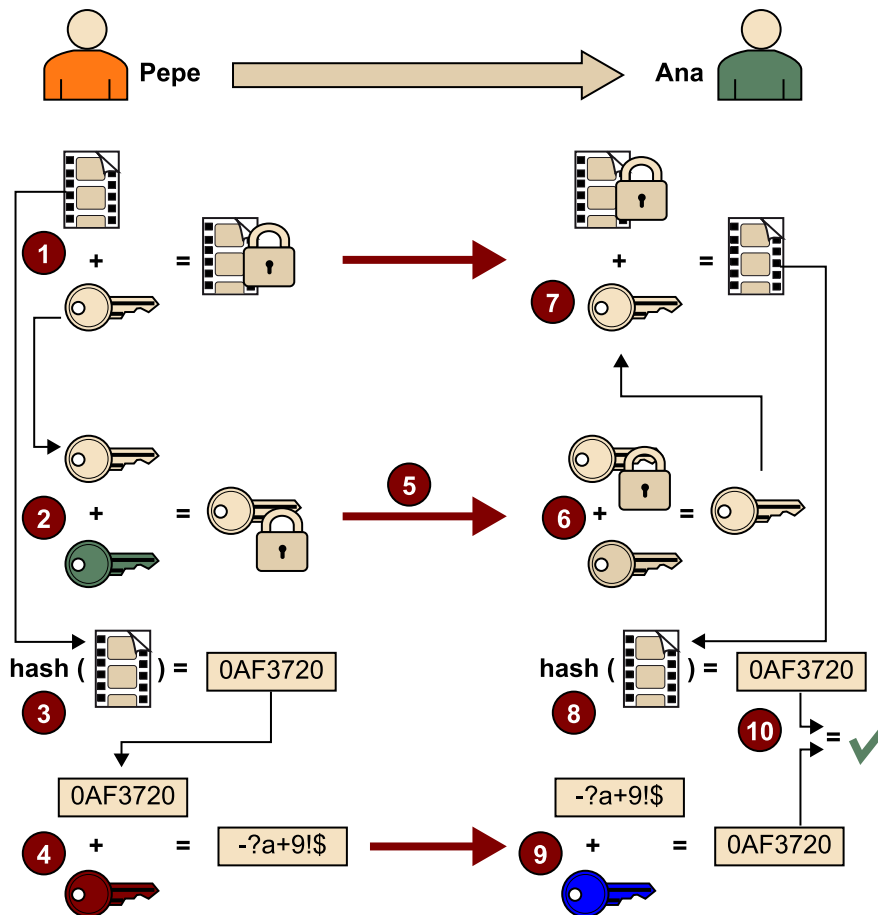 Pepe
Ana
1
+
=
7
+
=
5
2
+
=
6
+
=
hash ( ) =
0AF3720
3
hash ( ) =
0AF3720
8
10
=
0AF3720
4
+
=
-?a+9!$
-?a+9!$
9
+
=
0AF3720